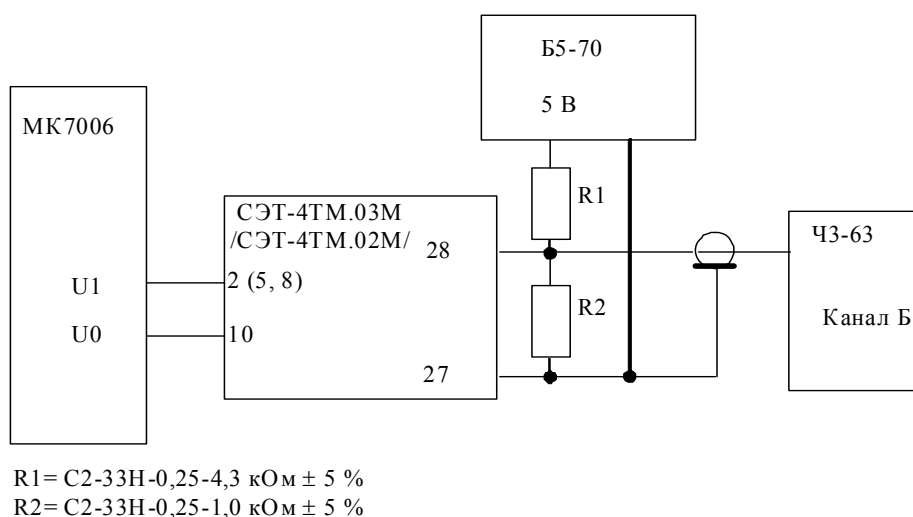 Б5-70
5 В
МК7006
U1
U0
СЭТ-4ТМ.03М
/СЭТ-4ТМ.02М/
28
2 (5, 8)
10
27
R1
R2
Ч3-63
Канал Б
R1= С2-33Н-0,25-4,3 кОм ± 5 %
R2= С2-33Н-0,25-1,0 кОм ± 5 %